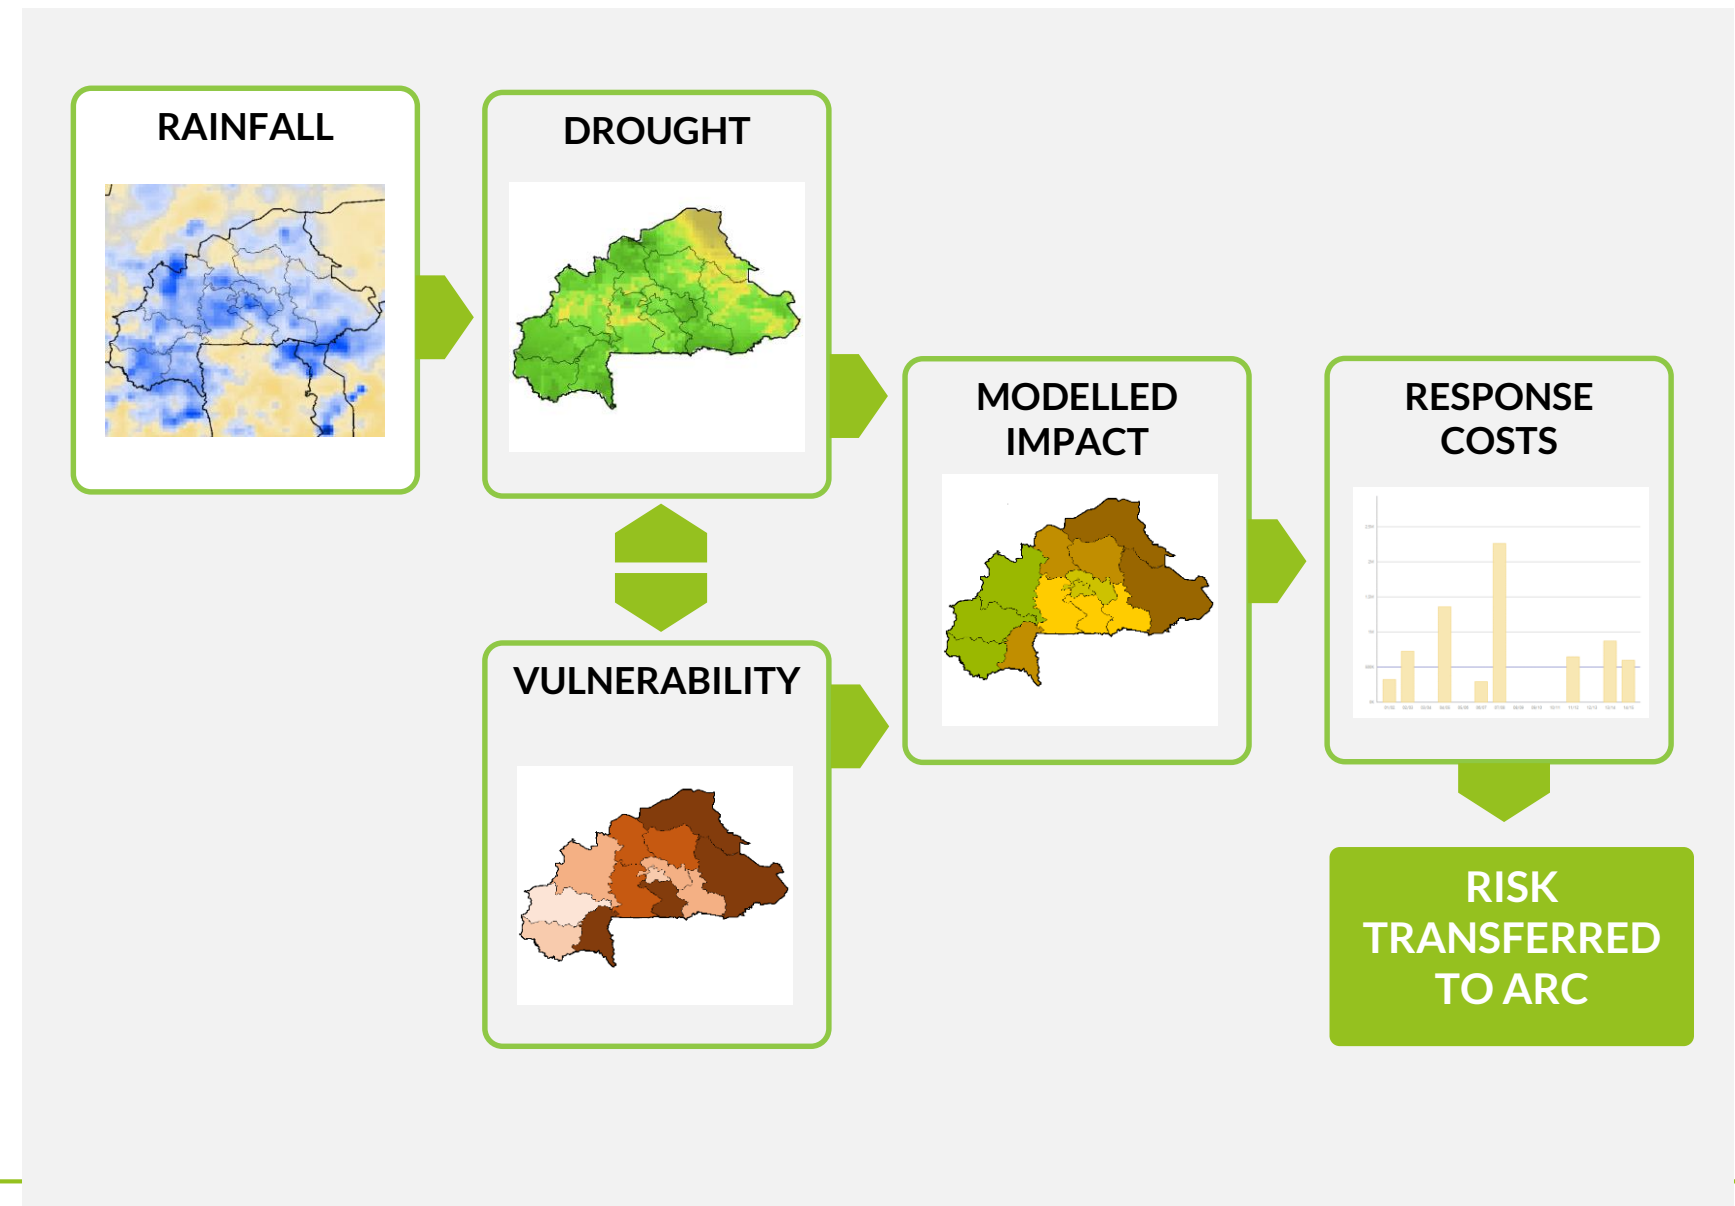 RAINFALL
DROUGHT
MODELLED
IMPACT
RESPONSE
COSTS
VULNERABILITY
RISK
TRANSFERRED
TO ARC